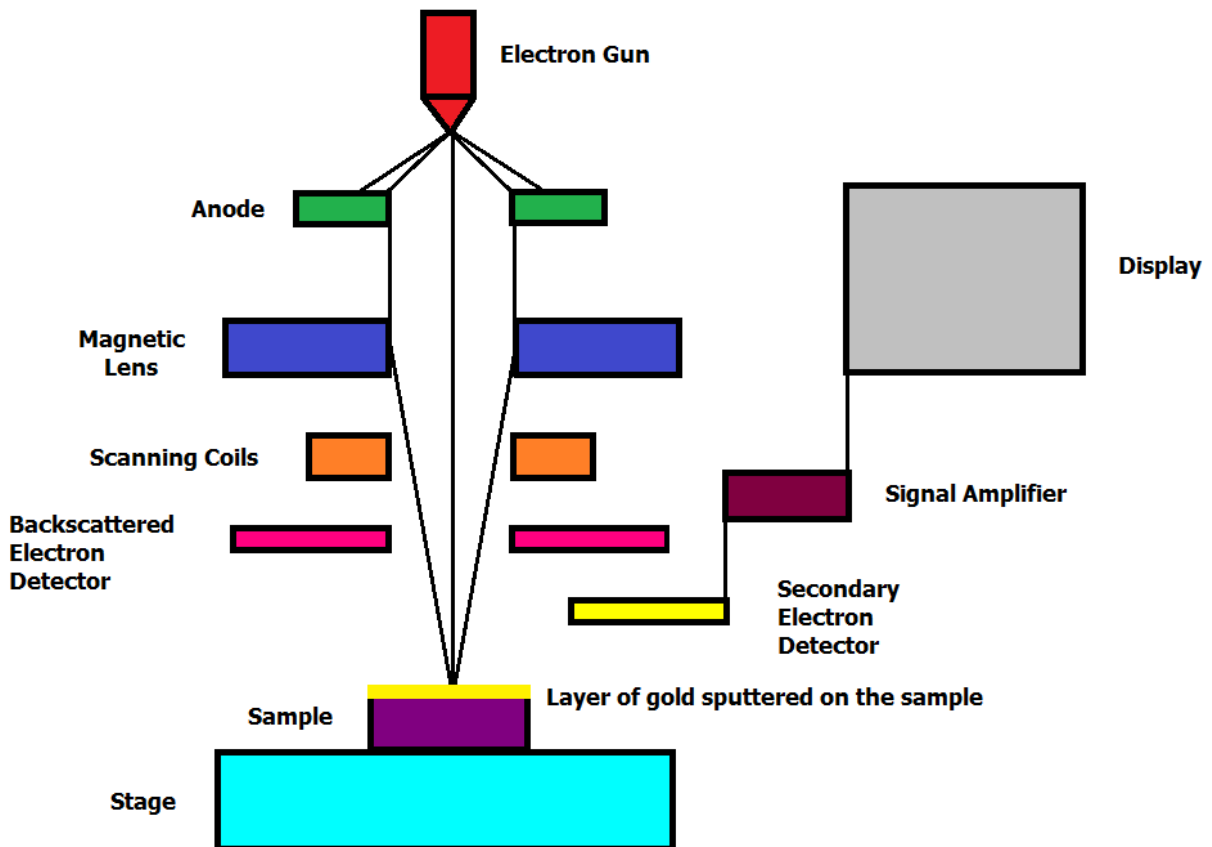 Electron Gun
Anode
Display
Magnetic
Lens
Scanning Coils
Signal Amplifier
Backscattered
Electron
Detector
Secondary
Electron
Detector
Layer of gold sputtered on the sample
Sample
Stage